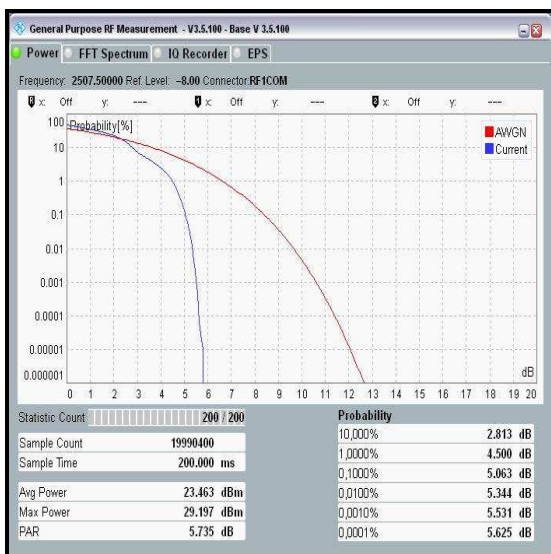 General Purpose RF Measurement - V3.5.100 - Base V 3.5.100
Power FFT Spectrum IQ Recorder EPS
Frequency: 2507.50000 Ref. Level: -8.00 Connector:RF1COM
x: Off y: --- 1 x: Off y: --- 2 x: Off y: ---
Probability[%]
AWGN
Current
100
10
1
0.1
0.01
0.001
0.0001
0.00001
0.000001
dB
0 1 2 3 4 5 6 7 8 9 10 11 12 13 14 15 16 17 18 19 20
Statistic Count 200 / 200
Sample Count 19990400
Sample Time 200.000 ms
Avg Power 23.463 dBm
Max Power 29.197 dBm
PAR 5.735 dB
Probability
10,000% 2.813 dB
1,0000% 4.500 dB
0,1000% 5.063 dB
0,0100% 5.344 dB
0,0010% 5.531 dB
0,0001% 5.625 dB